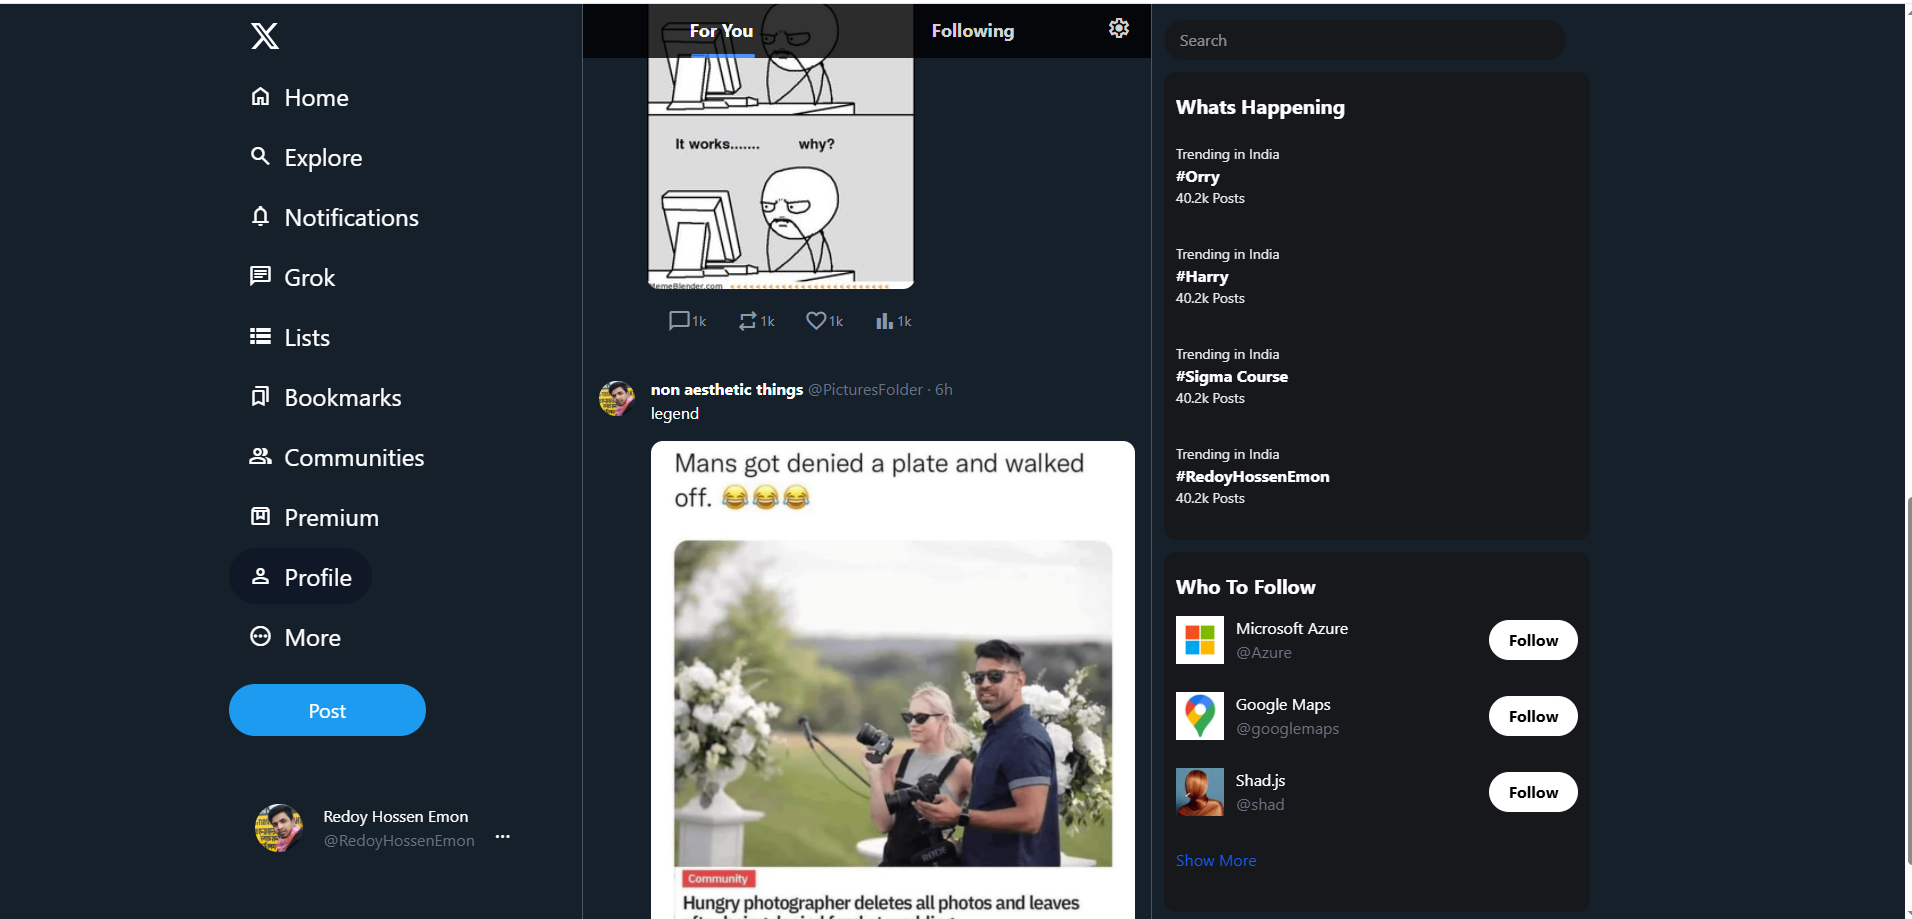 Home
Explore
Notifications
Grok
Lists
Bookmarks
Communities
Premium
Profile
More
Post
Redoy Hossen Emon
@RedoyHossenEmon
For You
Following
It works....... why?
MemeBlender.com
1k 1k 1k 1k
non aesthetic things @PicturesFolder · 6h
legend
Mans got denied a plate and walked
off. 😂😂😂
RODE
Community
Hungry photographer deletes all photos and leaves
Search
Whats Happening
Trending in India
#Orry
40.2k Posts
Trending in India
#Harry
40.2k Posts
Trending in India
#Sigma Course
40.2k Posts
Trending in India
#RedoyHossenEmon
40.2k Posts
Who To Follow
Microsoft Azure
@Azure
Follow
Google Maps
@googlemaps
Follow
Shad.js
@shad
Follow
Show More